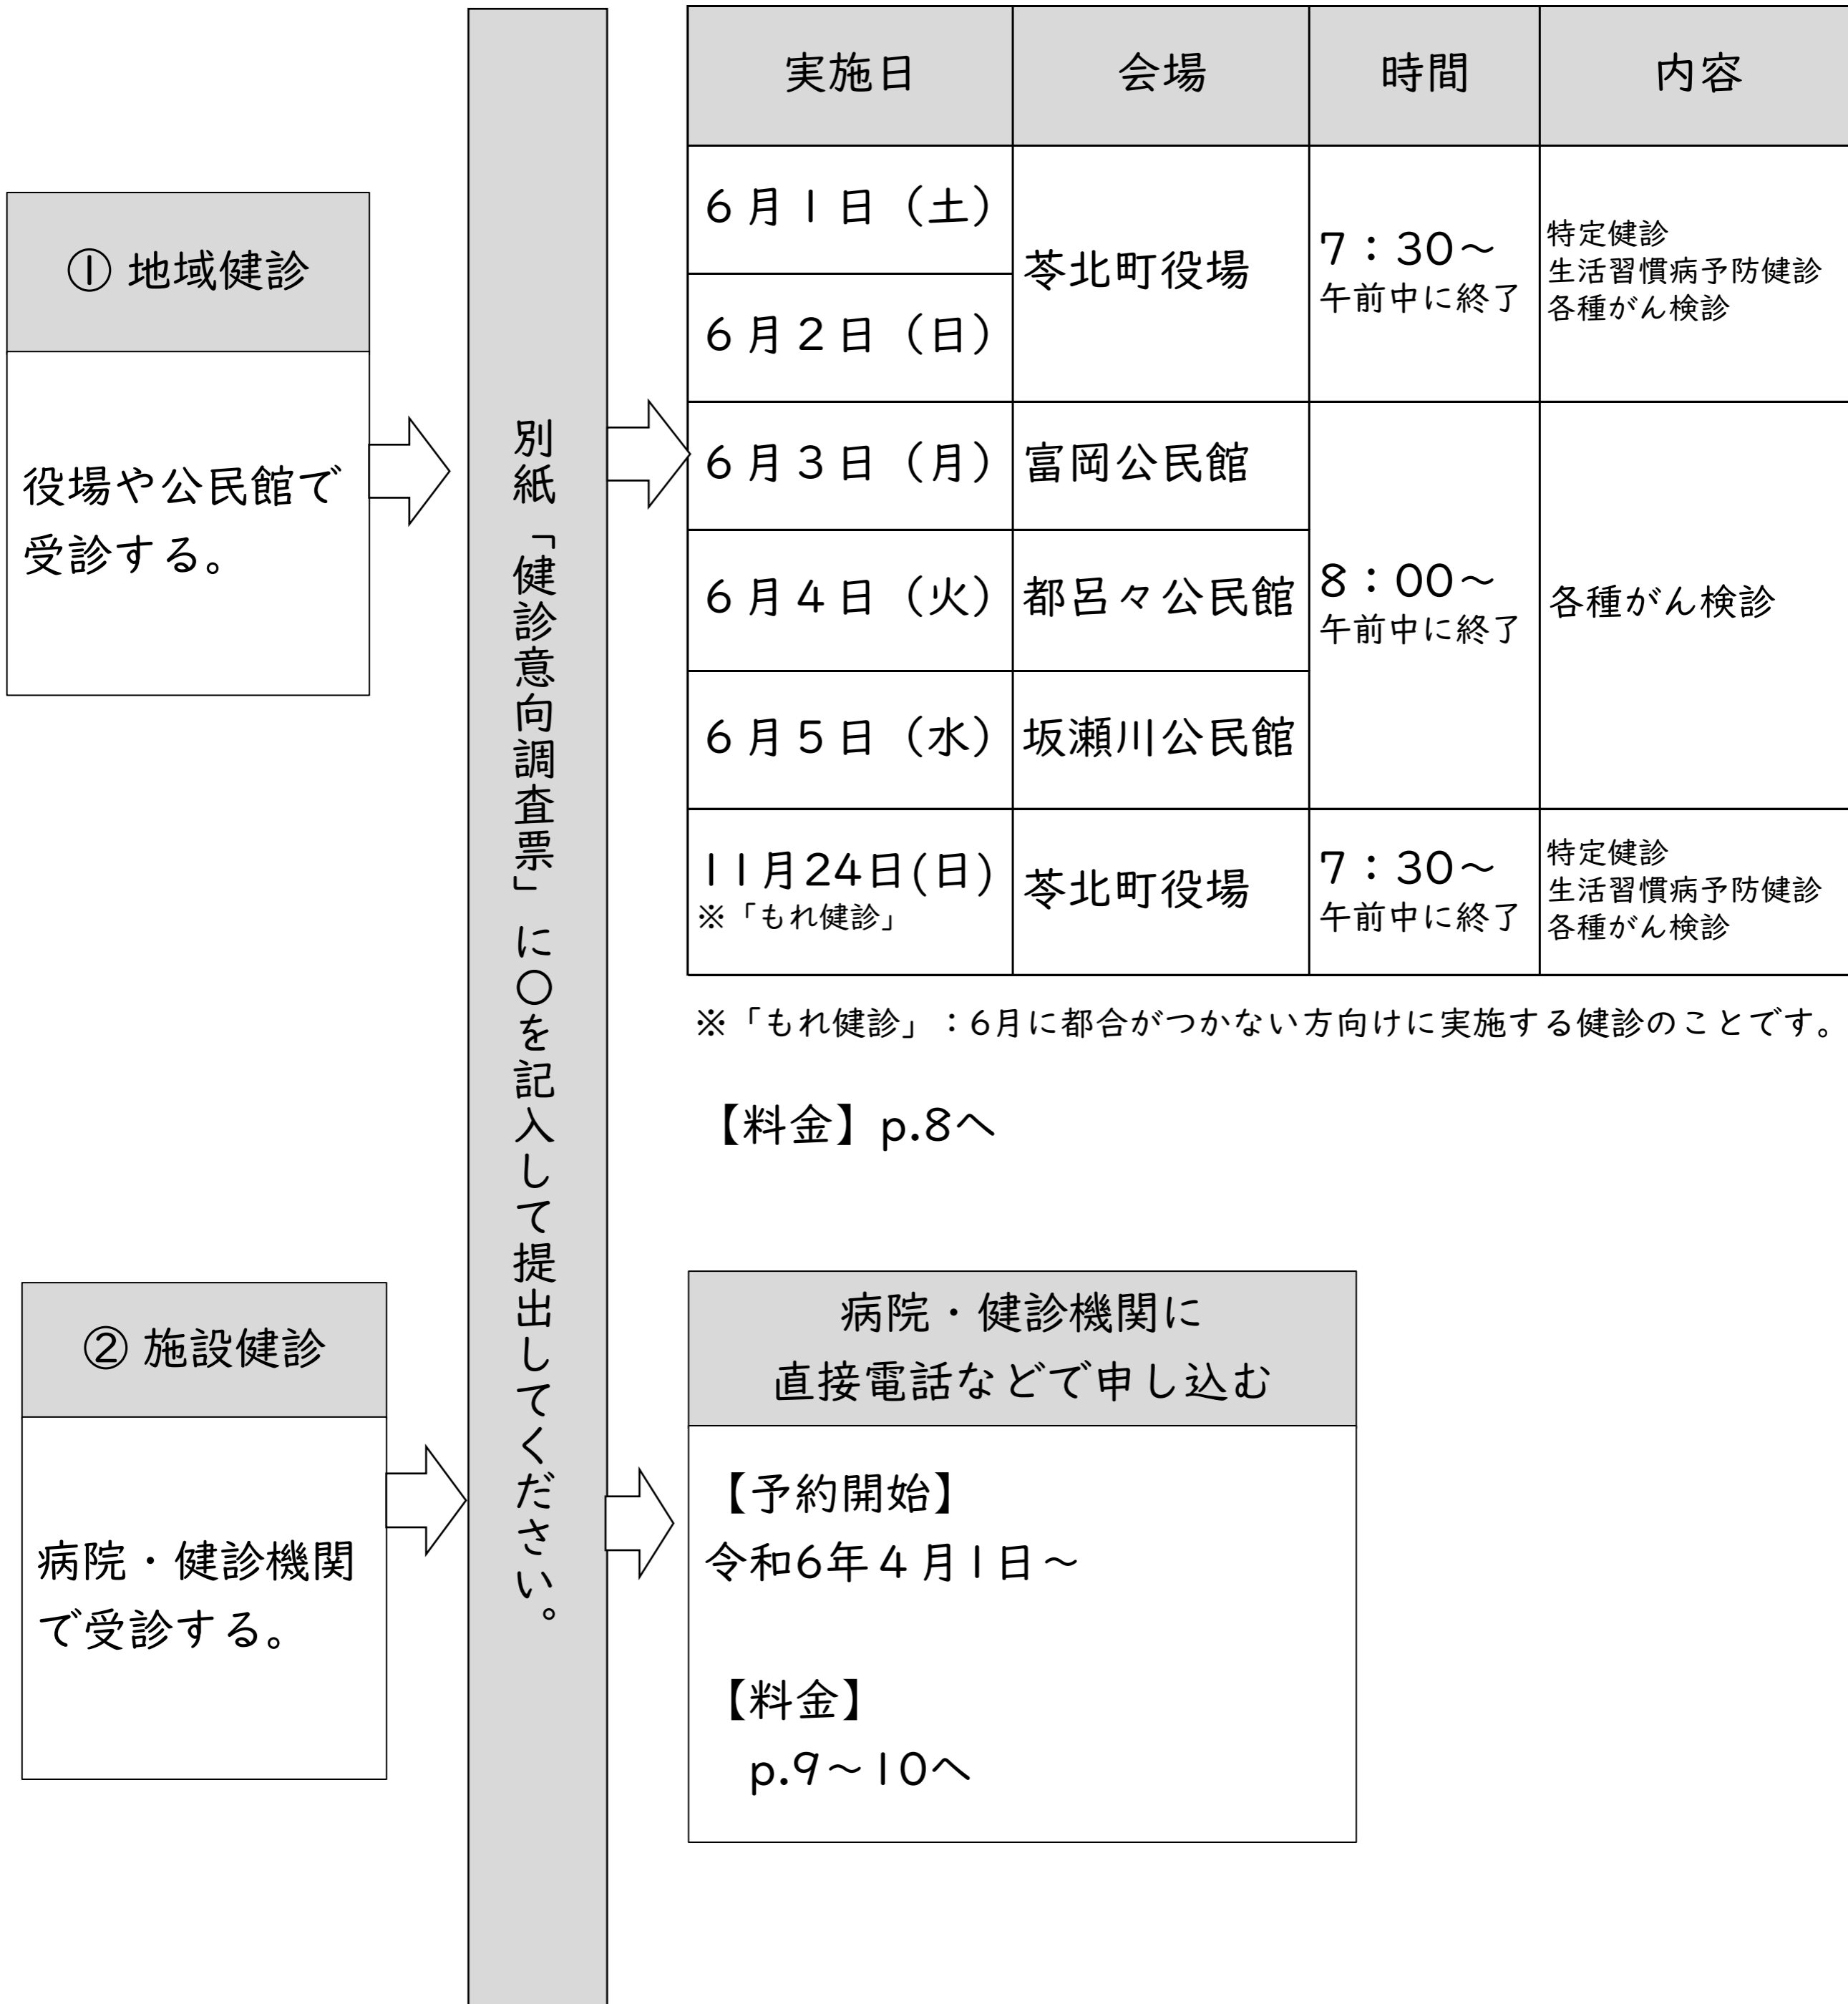 ① 地域健診
役場や公民館で
受診する。
別紙「健診意向調査票」に○を記入して提出してください。
実施日 会場 時間 内容
6月1日（土） 苓北町役場 7：30～ 午前中に終了 特定健診
生活習慣病予防健診
各種がん検診
6月2日（日）
6月3日（月） 富岡公民館 8：00～ 午前中に終了 各種がん検診
6月4日（火） 都呂々公民館
6月5日（水） 坂瀬川公民館
11月24日(日) 苓北町役場 7：30～ 午前中に終了 特定健診
生活習慣病予防健診
各種がん検診
※「もれ健診」
※「もれ健診」：6月に都合がつかない方向けに実施する健診のことです。
【料金】p.8へ
② 施設健診
病院・健診機関
で受診する。
病院・健診機関に
直接電話などで申し込む
【予約開始】
令和6年４月1日～
【料金】
p.9～10へ